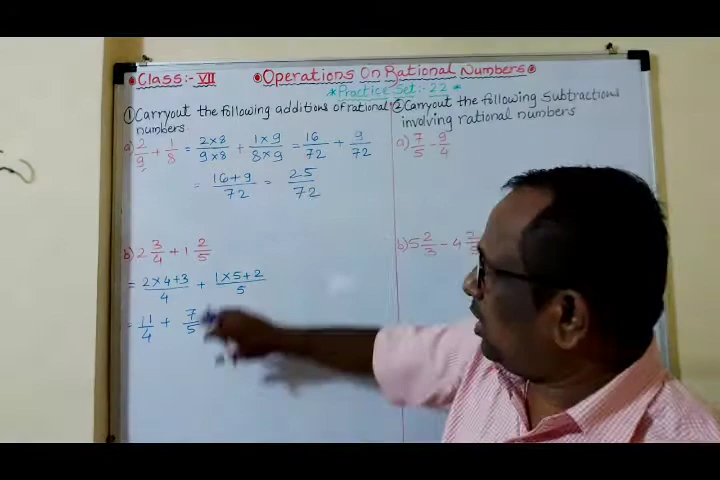 Class:- VII
Operations On Rational Numbers
*Practice Set:- 22*
① Carryout the following additions of rational numbers.
a) 2/9 + 1/8 = 2×8/9×8 + 1×9/8×9 = 16/72 + 9/72
= 16+9/72 = 25/72
b) 2 3/4 + 1 2/5
= 2×4+3/4 + 1×5+2/5
= 11/4 + 7/5
② Carryout the following Subtractions
involving rational numbers
a) 7/5 - 9/4
b) 5 2/3 - 4